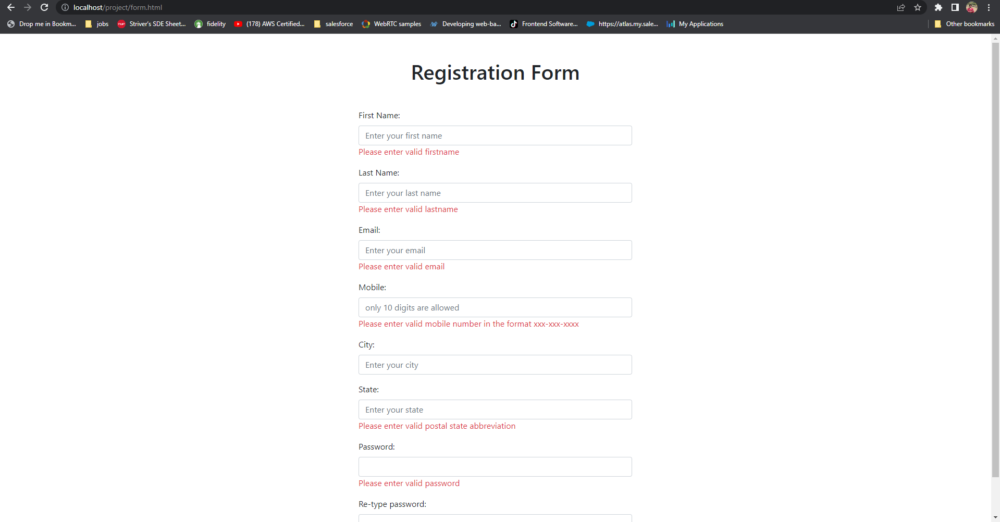 localhost/project/form.html
Drop me in Bookm... jobs TUF Striver's SDE Sheet... fidelity (178) AWS Certified... salesforce WebRTC samples W Developing web-ba... Frontend Software... https://atlas.my.sale... My Applications Other bookmarks
Registration Form
First Name:
Enter your first name
Please enter valid firstname
Last Name:
Enter your last name
Please enter valid lastname
Email:
Enter your email
Please enter valid email
Mobile:
only 10 digits are allowed
Please enter valid mobile number in the format xxx-xxx-xxxx
City:
Enter your city
State:
Enter your state
Please enter valid postal state abbreviation
Password:
Please enter valid password
Re-type password: